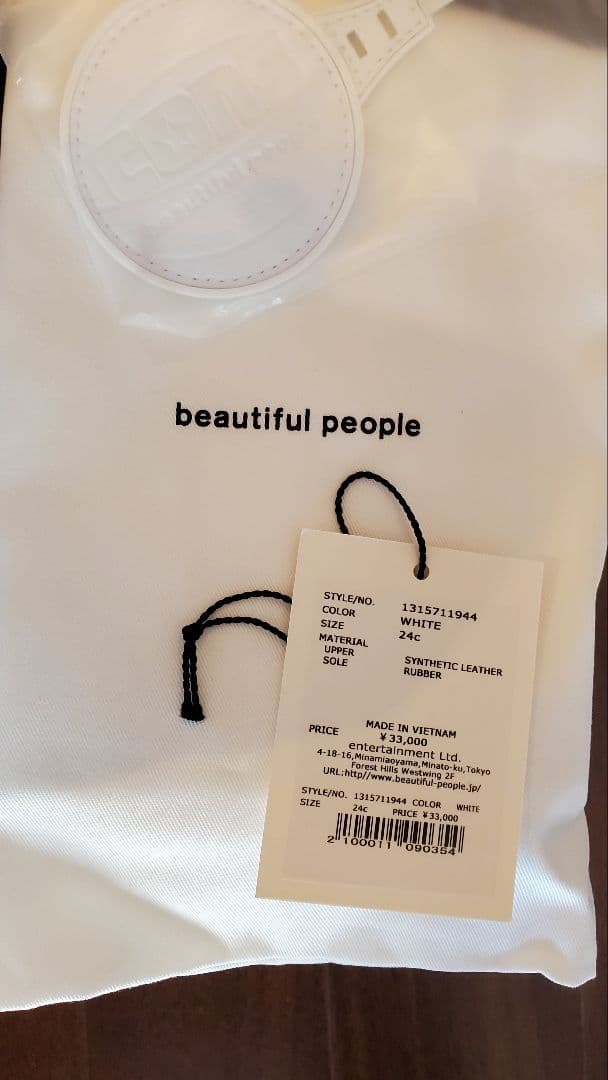 beautiful people
STYLE/NO. 1315711944
COLOR WHITE
SIZE 24c
MATERIAL
UPPER SYNTHETIC LEATHER
SOLE RUBBER
MADE IN VIETNAM
PRICE ¥33,000
entertainment Ltd.
4-18-16,Minamiaoyama,Minato-ku,Tokyo
Forest Hills Westwing 2F
URL:http//www.beautiful-people.jp/
STYLE/NO. 1315711944 COLOR WHITE
SIZE 24c PRICE ¥33,000
2 100011 090354